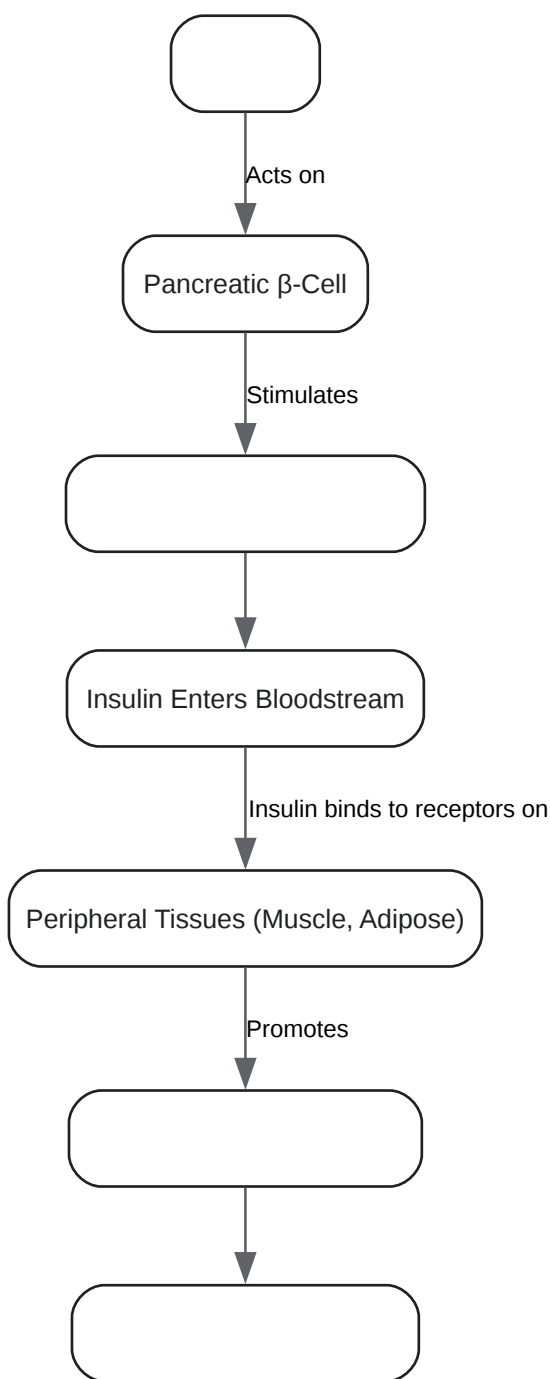 Acts on
Pancreatic β-Cell
Stimulates
Insulin Enters Bloodstream
Insulin binds to receptors on
Peripheral Tissues (Muscle, Adipose)
Promotes